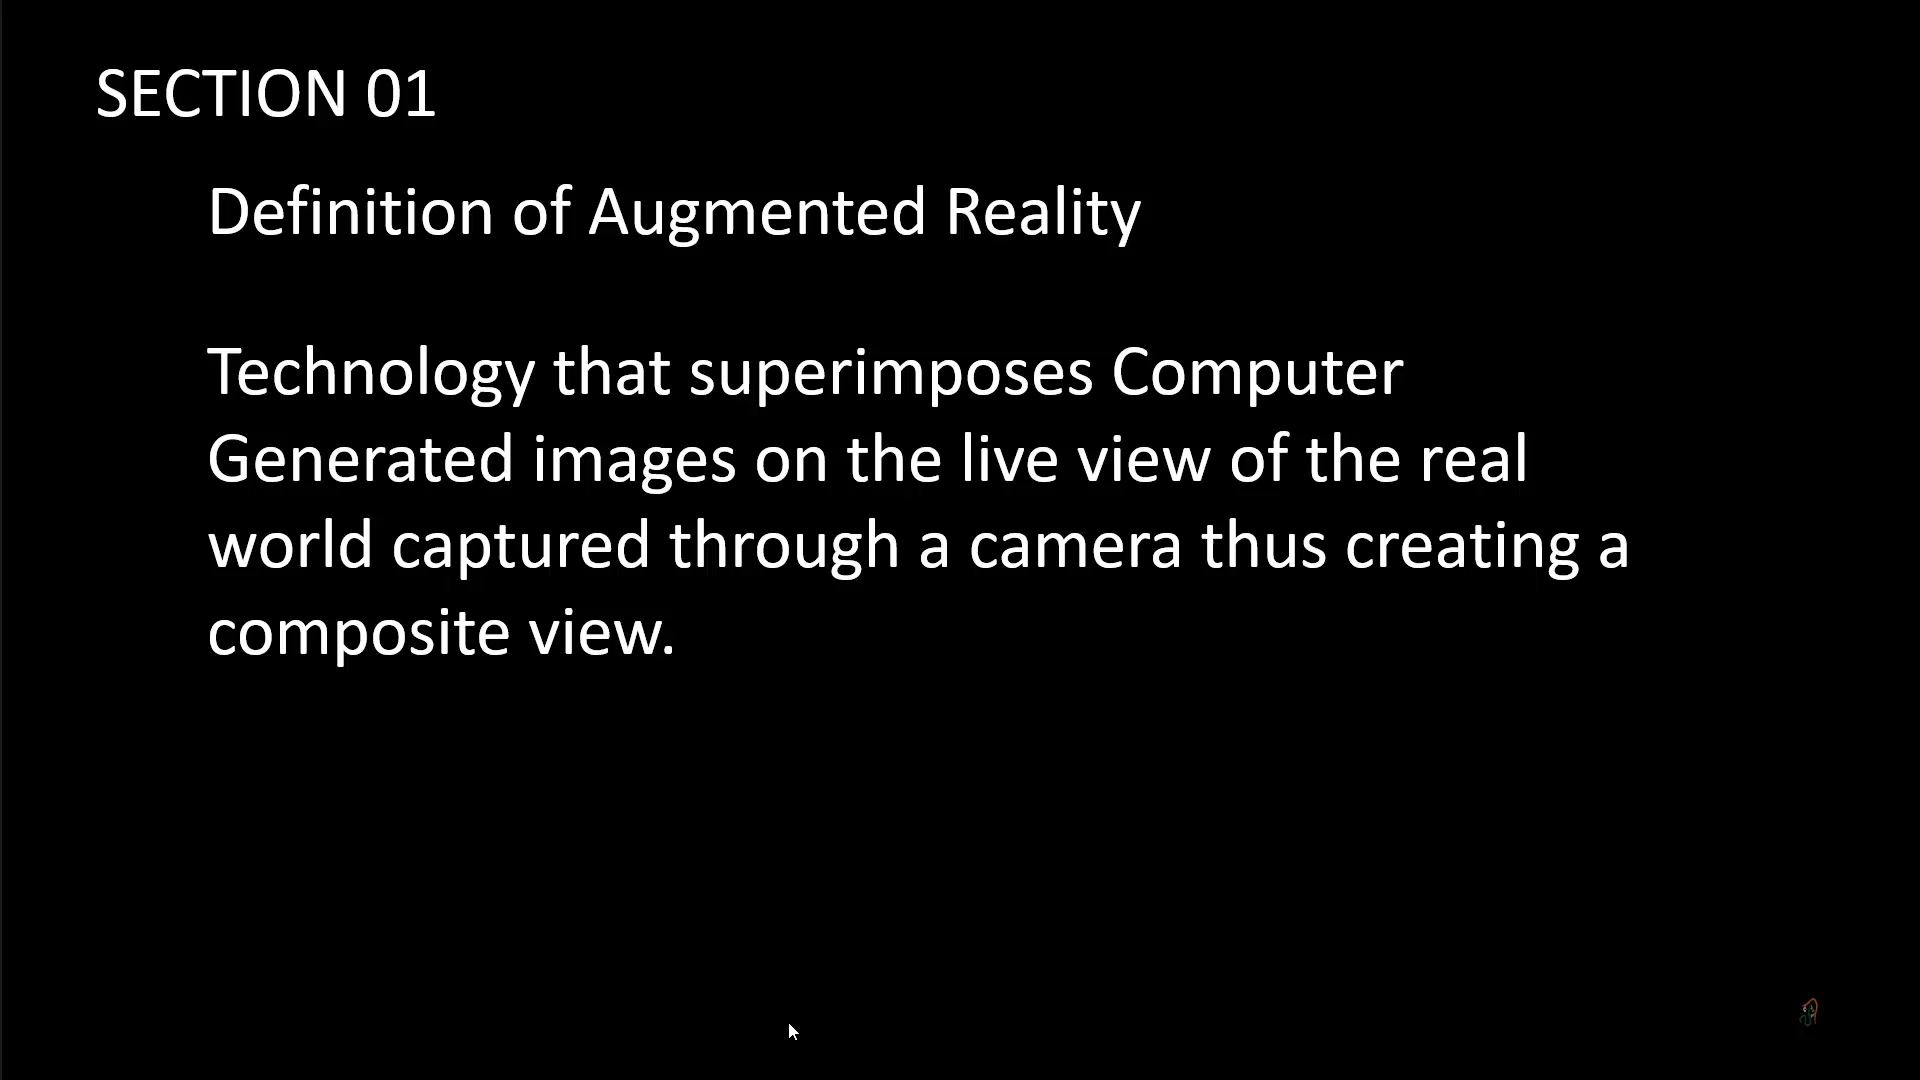 SECTION 01
Definition of Augmented Reality
Technology that superimposes Computer
Generated images on the live view of the real
world captured through a camera thus creating a
composite view.